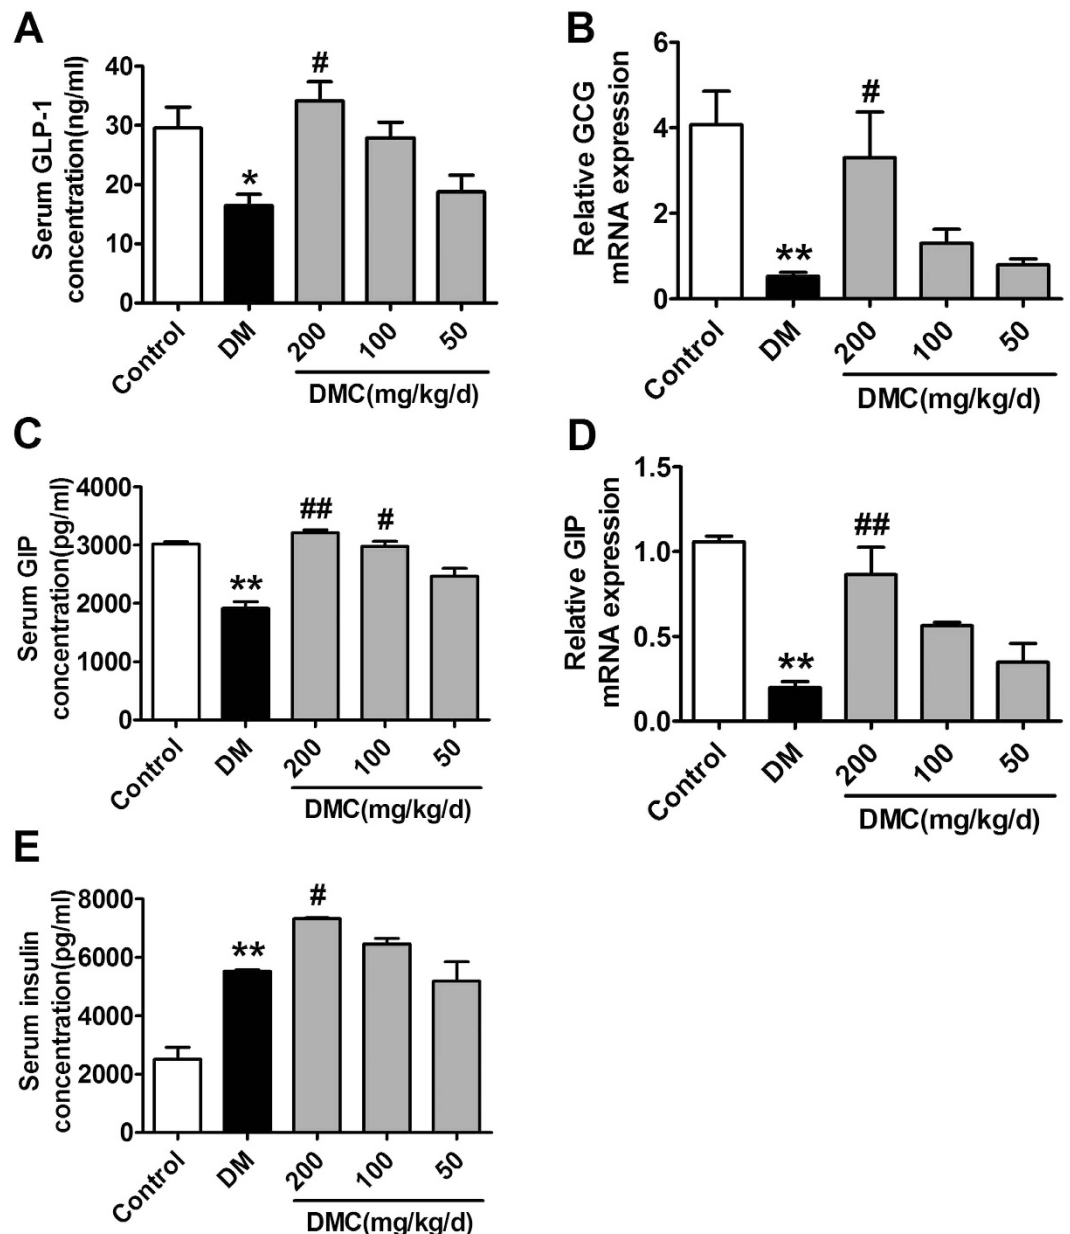 A
Serum GLP-1
concentration(ng/ml)
40
30
20
10
0
*
#
Control
DM
200
100
50
DMC(mg/kg/d)
B
Relative GCG
mRNA expression
6
4
2
0
**
#
Control
DM
200
100
50
DMC(mg/kg/d)
C
Serum GIP
concentration(pg/ml)
4000
3000
2000
1000
0
**
##
#
Control
DM
200
100
50
DMC(mg/kg/d)
D
Relative GIP
mRNA expression
1.5
1.0
0.5
0.0
**
##
Control
DM
200
100
50
DMC(mg/kg/d)
E
Serum insulin
concentration(pg/ml)
8000
6000
4000
2000
0
**
#
Control
DM
200
100
50
DMC(mg/kg/d)